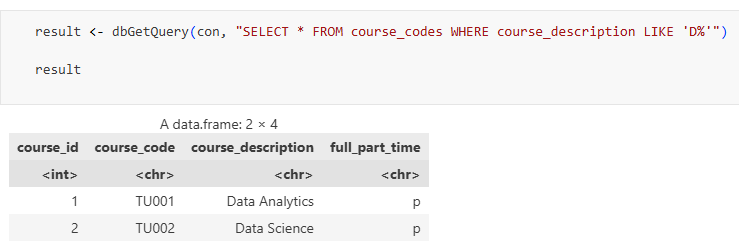 result <- dbGetQuery(con, "SELECT * FROM course_codes WHERE course_description LIKE 'D%'")
result
A data.frame: 2 × 4
course_id course_code course_description full_part_time
<int> <chr> <chr> <chr>
1 TU001 Data Analytics p
2 TU002 Data Science p